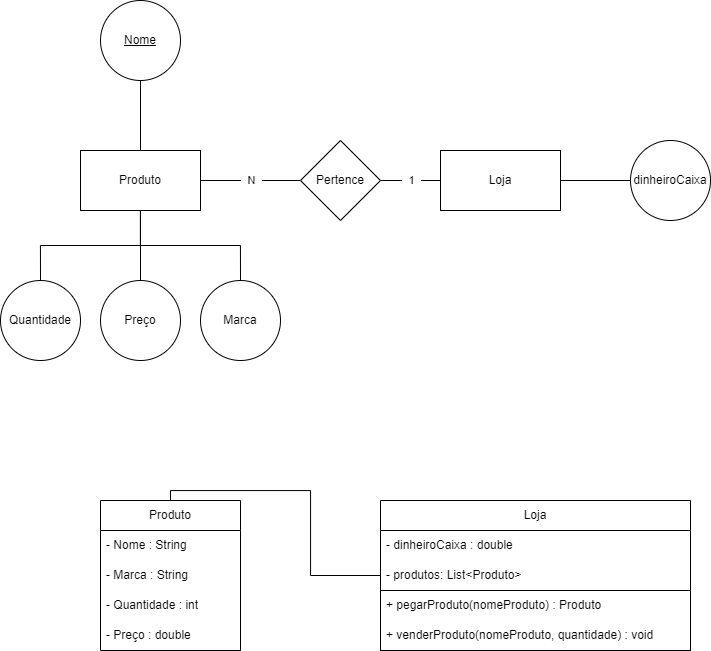 Nome
Produto
N
Pertence
1
Loja
dinheiroCaixa
Quantidade
Preço
Marca
Produto
- Nome : String
- Marca : String
- Quantidade : int
- Preço : double
Loja
- dinheiroCaixa : double
- produtos: List<Produto>
+ pegarProduto(nomeProduto) : Produto
+ venderProduto(nomeProduto, quantidade) : void